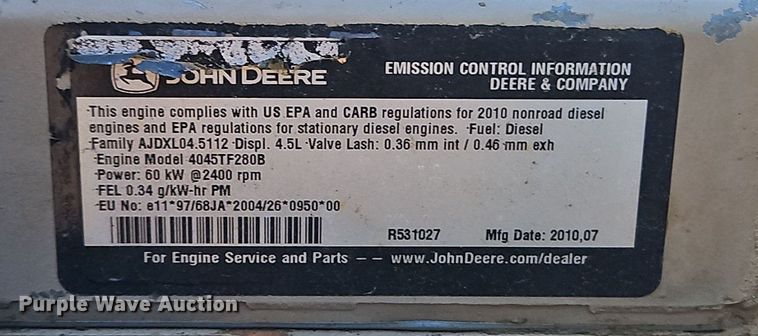 JOHN DEERE
EMISSION CONTROL INFORMATION
DEERE & COMPANY
This engine complies with US EPA and CARB regulations for 2010 nonroad diesel
engines and EPA regulations for stationary diesel engines. Fuel: Diesel
Family AJDXL04.5112 Displ. 4.5L Valve Lash: 0.36 mm int / 0.46 mm exh
Engine Model 4045TF280B
Power: 60 kW @2400 rpm
FEL 0.34 g/kW-hr PM
EU No: e11*97/68JA*2004/26*0950*00
R531027 Mfg Date: 2010,07
For Engine Service and Parts – – www.JohnDeere.com/dealer
Purple Wave Auction